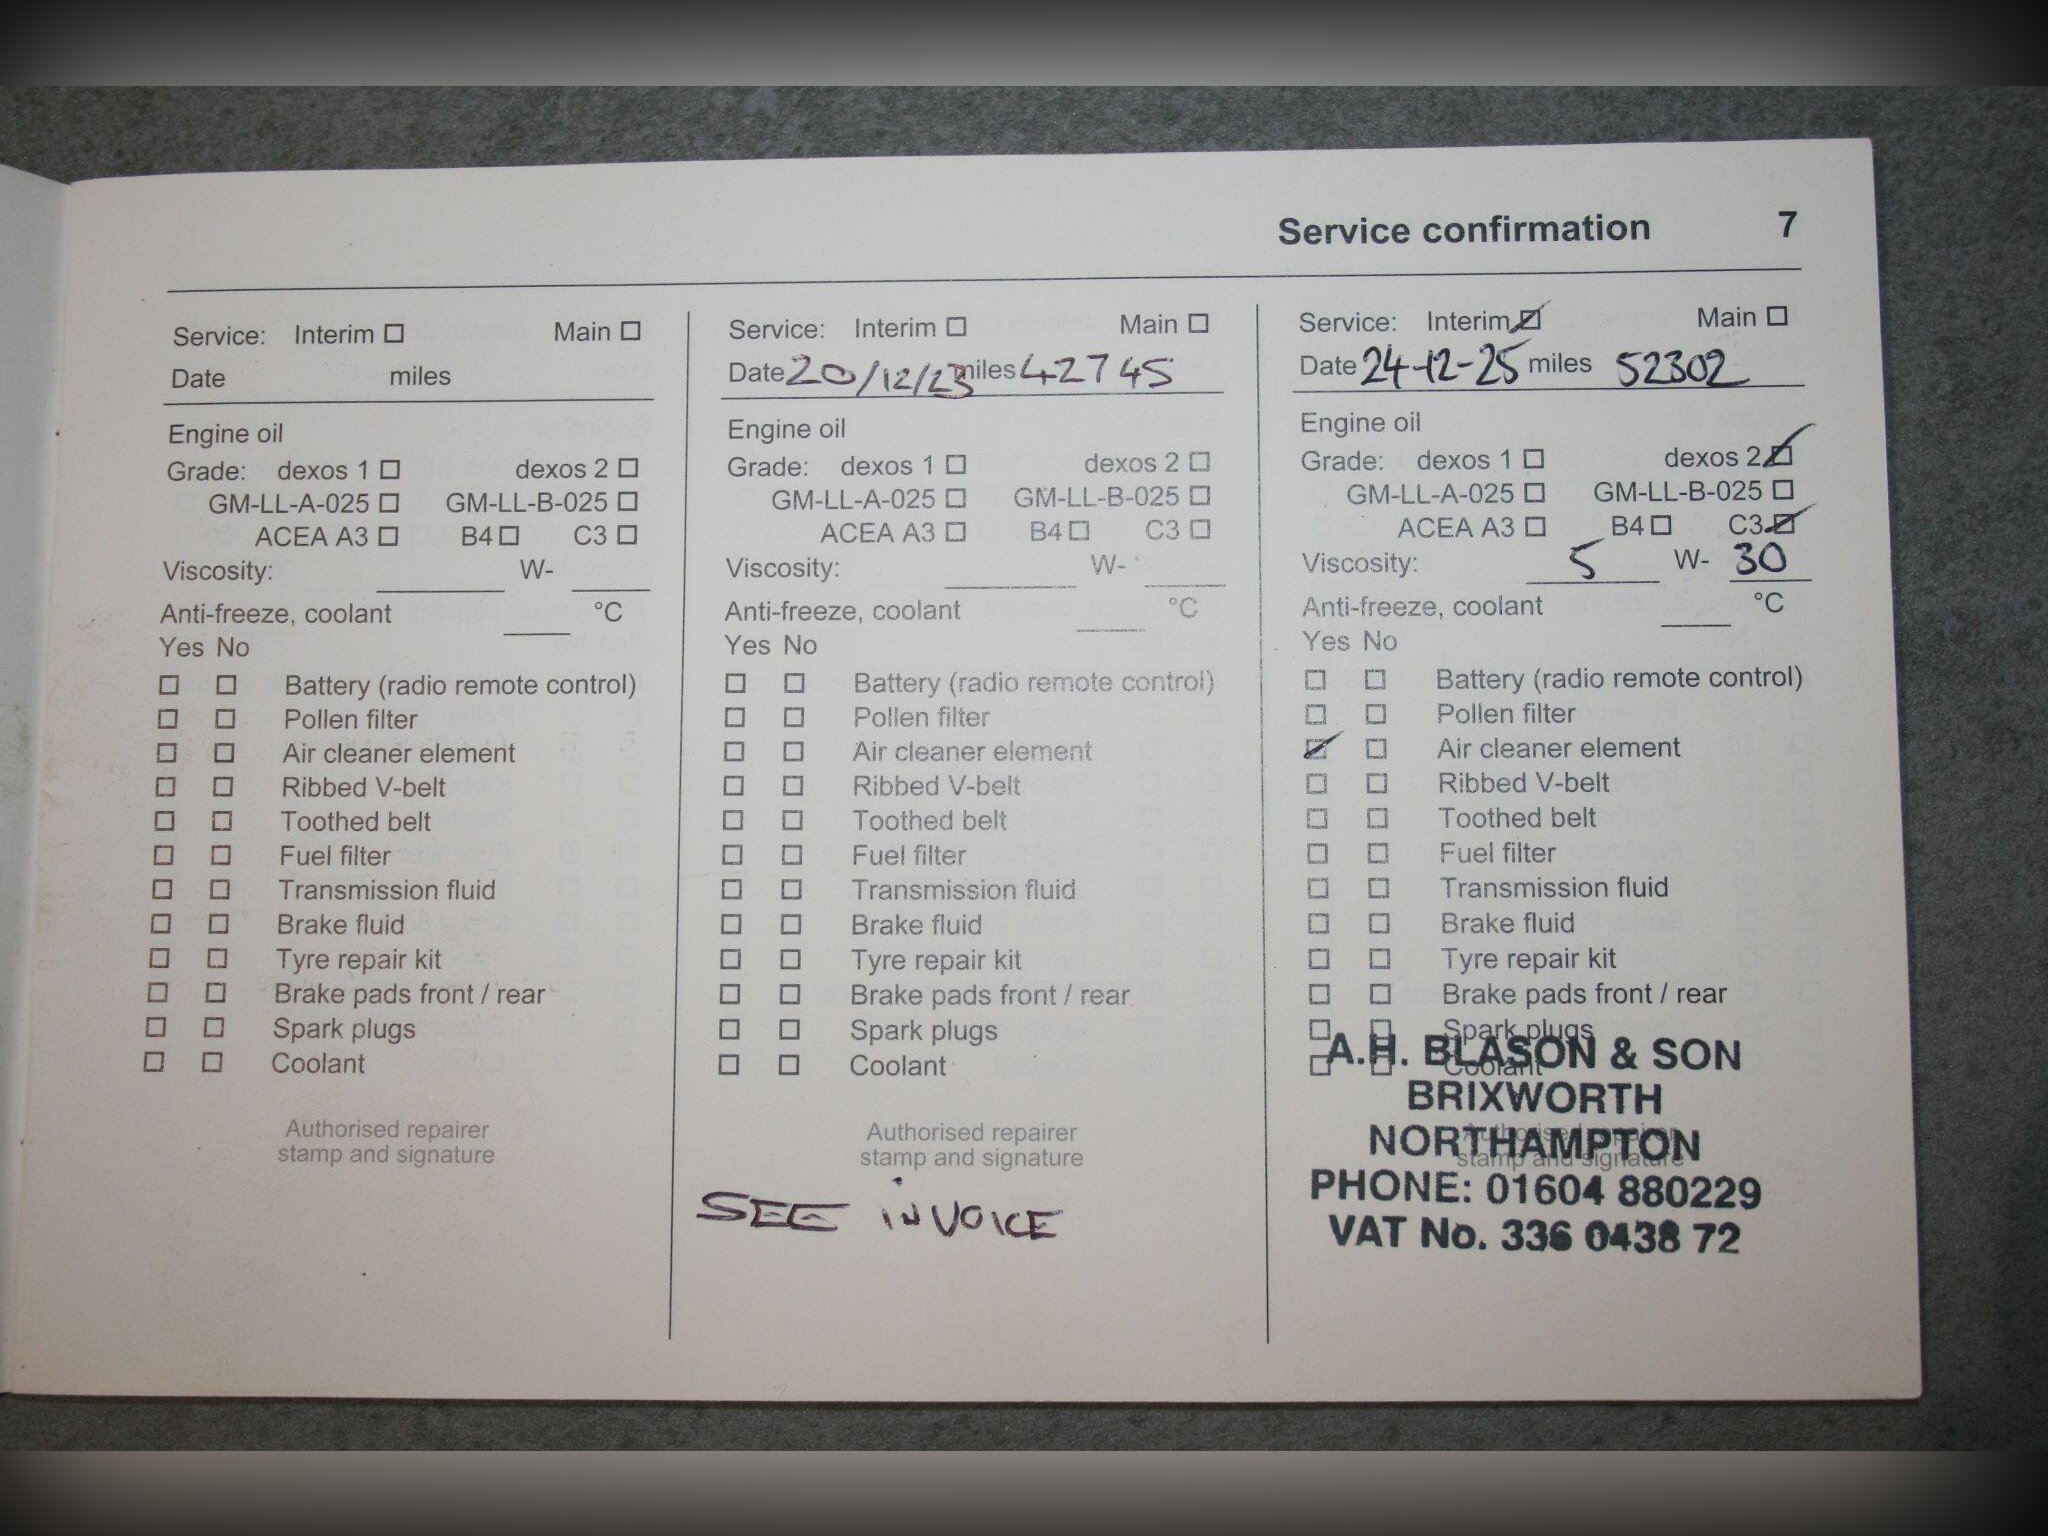 Service confirmation 7
Service: Interim Main
Date miles
Engine oil
Grade: dexos 1 dexos 2
GM-LL-A-025 GM-LL-B-025
ACEA A3 B4 C3
Viscosity: W-
Anti-freeze, coolant °C
Yes No
Battery (radio remote control)
Pollen filter
Air cleaner element
Ribbed V-belt
Toothed belt
Fuel filter
Transmission fluid
Brake fluid
Tyre repair kit
Brake pads front / rear
Spark plugs
Coolant
Authorised repairer
stamp and signature
Service: Interim Main
Date 20/12/23 miles 42745
Engine oil
Grade: dexos 1 dexos 2
GM-LL-A-025 GM-LL-B-025
ACEA A3 B4 C3
Viscosity: W-
Anti-freeze, coolant °C
Yes No
Battery (radio remote control)
Pollen filter
Air cleaner element
Ribbed V-belt
Toothed belt
Fuel filter
Transmission fluid
Brake fluid
Tyre repair kit
Brake pads front / rear
Spark plugs
Coolant
Authorised repairer
stamp and signature
SEE INVOICE
Service: Interim Main
Date 24-12-25 miles 52302
Engine oil
Grade: dexos 1 dexos 2
GM-LL-A-025 GM-LL-B-025
ACEA A3 B4 C3
Viscosity: 5 W- 30
Anti-freeze, coolant °C
Yes No
Battery (radio remote control)
Pollen filter
Air cleaner element
Ribbed V-belt
Toothed belt
Fuel filter
Transmission fluid
Brake fluid
Tyre repair kit
Brake pads front / rear
Spark plugs
A.H. BLASON & SON
Coolant
BRIXWORTH
Authorised repairer
NORTHAMPTON
stamp and signature
PHONE: 01604 880229
VAT No. 336 0438 72